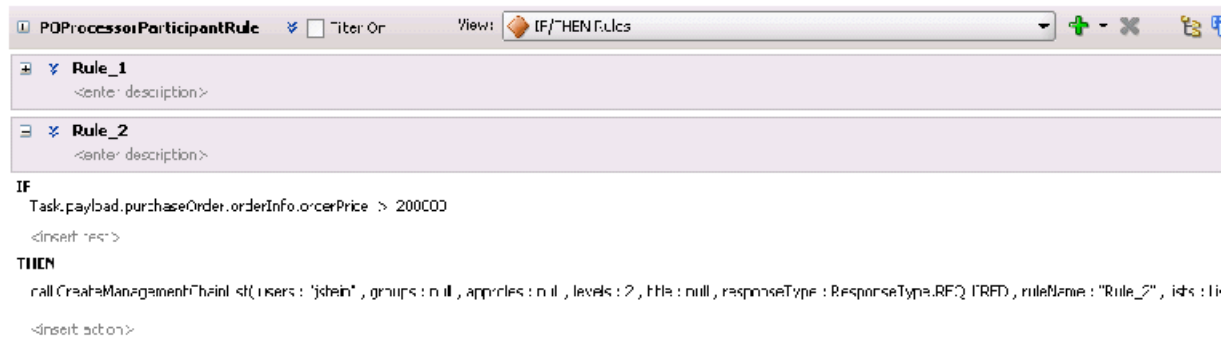 POProcessorParticipantRule Filter On View: IF/THEN Rules
Rule_1
<enter description>
Rule_2
<enter description>
IF
Task.payload.purchaseOrder.orderInfo.orderPrice > 200000
<insert test>
THEN
call CreateManagementChainList( users : "jstein" , groups : null , approles : null , levels : 2 , title : null , responseType : ResponseType.REQUIRED , ruleName : "Rule_2" , lists : Lis
<insert action>